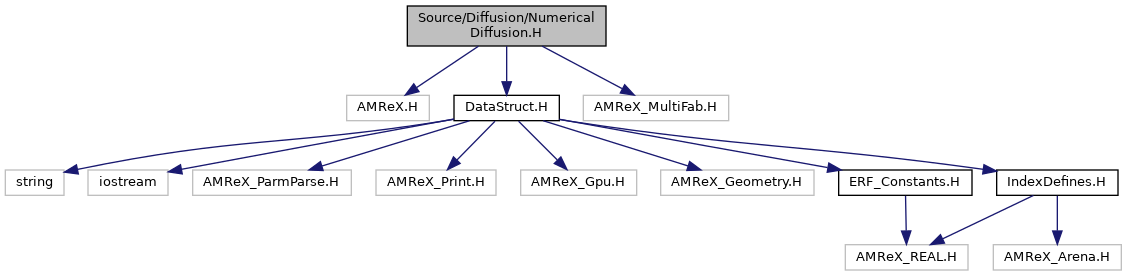 Source/Diffusion/Numerical
Diffusion.H
AMReX.H
DataStruct.H
AMReX_MultiFab.H
string
iostream
AMReX_ParmParse.H
AMReX_Print.H
AMReX_Gpu.H
AMReX_Geometry.H
ERF_Constants.H
IndexDefines.H
AMReX_REAL.H
AMReX_Arena.H